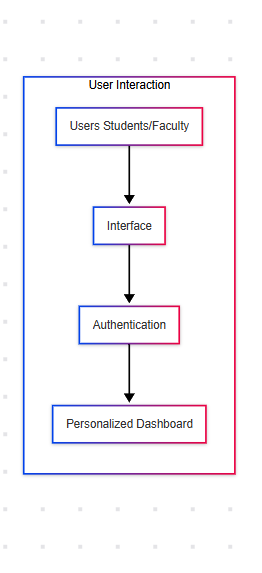 User Interaction
Users Students/Faculty
Interface
Authentication
Personalized Dashboard